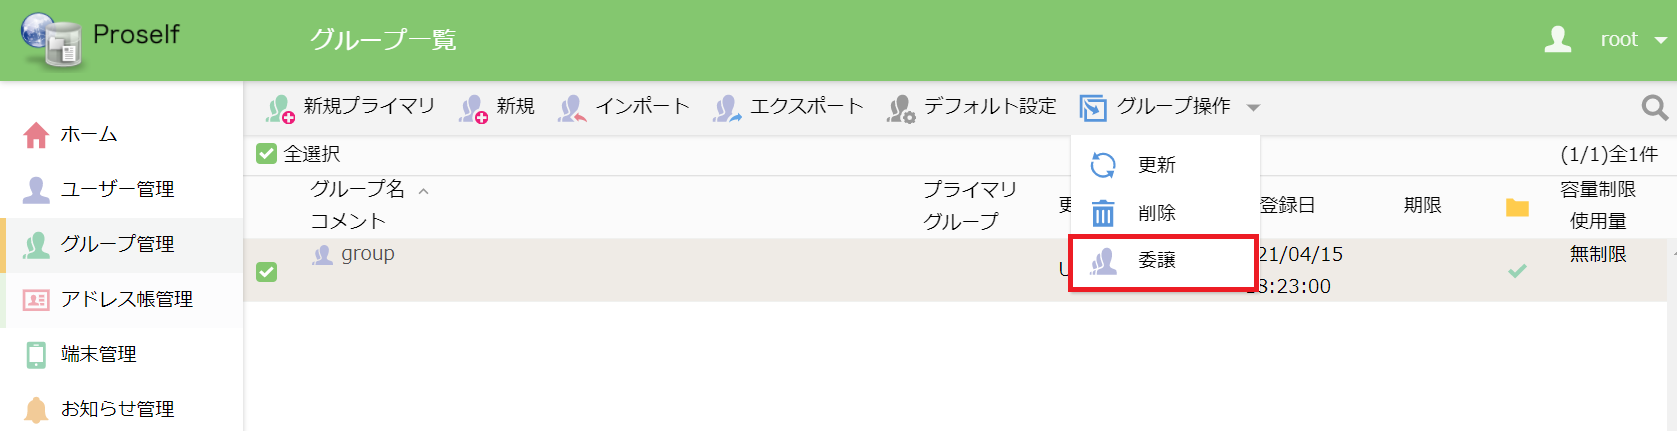 Proself
グループ一覧
root
新規プライマリ 新規 インポート エクスポート デフォルト設定 グループ操作
ホーム
ユーザー管理
グループ管理
アドレス帳管理
端末管理
お知らせ管理
全選択
(1/1)全1件
更新
削除
委譲
グループ名
コメント
プライマリ
グループ
登録日
期限
容量制限
使用量
group
21/04/15
8:23:00
無制限